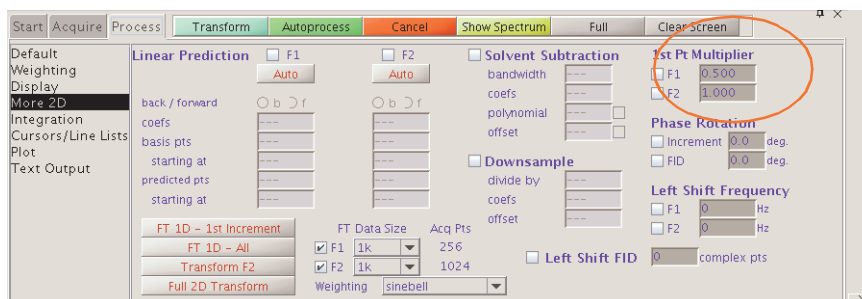 Start Acquire Process Transform Autoprocess Cancel Show Spectrum Full Clear Screen
Default
Weighting
Display
More 2D
Integration
Cursors/Line Lists
Plot
Text Output
Linear Prediction F1 F2
Auto Auto
back / forward b f b f
coefs --- ---
basis pts --- ---
starting at --- ---
predicted pts --- ---
starting at --- ---
FT 1D - 1st Increment
FT 1D - All
Transform F2
Full 2D Transform
FT Data Size Acq Pts
F1 1k 256
F2 1k 1024
Weighting sinebell
Solvent Subtraction
bandwidth ---
coefs ---
polynomial ---
offset ---
Downsample
divide by ---
coefs ---
offset ---
Left Shift FID 0 complex pts
1st Pt Multiplier
F1 0.500
F2 1.000
Phase Rotation
Increment 0.0 deg.
FID 0.0 deg.
Left Shift Frequency
F1 0 Hz
F2 0 Hz